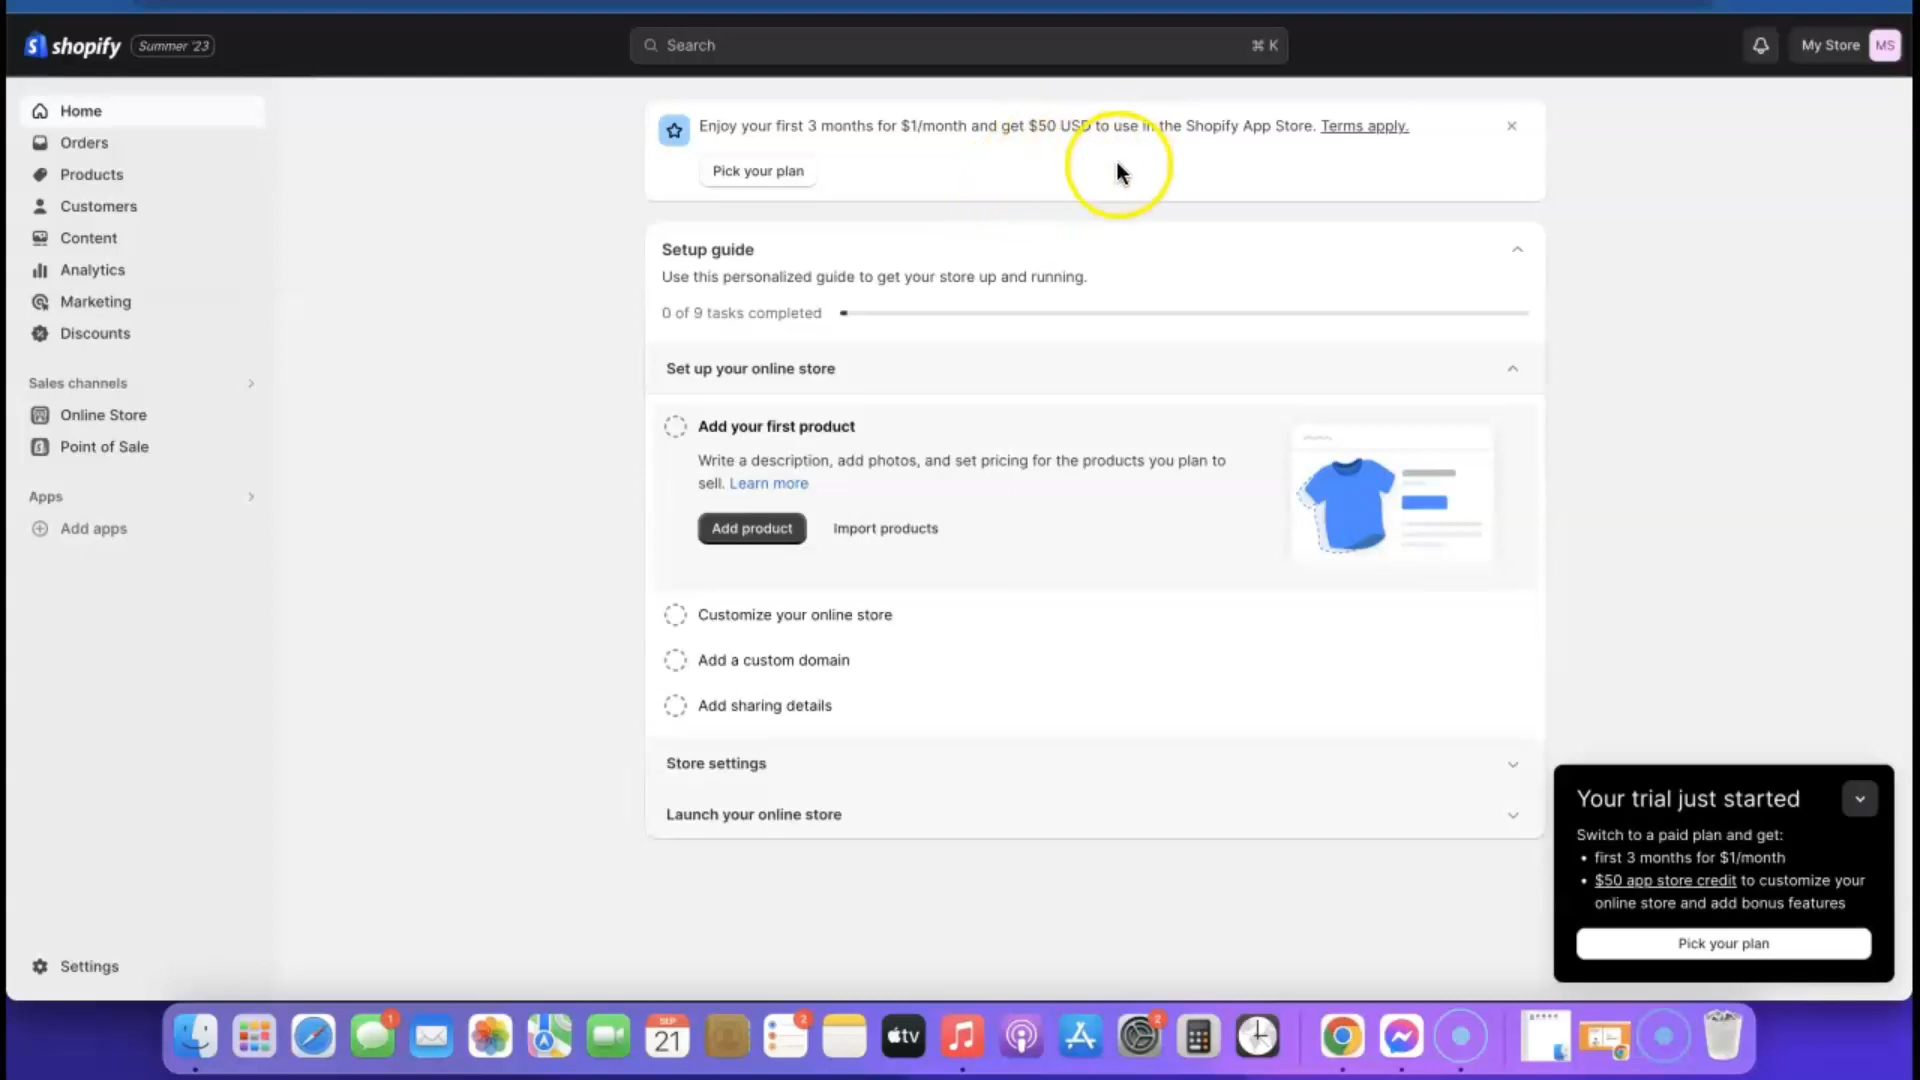 shopify Summer '23
Search ⌘ K
My Store MS
Home
Orders
Products
Customers
Content
Analytics
Marketing
Discounts
Sales channels
Online Store
Point of Sale
Apps
Add apps
Settings
Enjoy your first 3 months for $1/month and get $50 USD to use in the Shopify App Store. Terms apply.
Pick your plan
Setup guide
Use this personalized guide to get your store up and running.
0 of 9 tasks completed
Set up your online store
Add your first product
Write a description, add photos, and set pricing for the products you plan to
sell. Learn more
Add product Import products
Customize your online store
Add a custom domain
Add sharing details
Store settings
Launch your online store
Your trial just started
Switch to a paid plan and get:
• first 3 months for $1/month
• $50 app store credit to customize your
online store and add bonus features
Pick your plan
1
SEP
21
2
tv
2